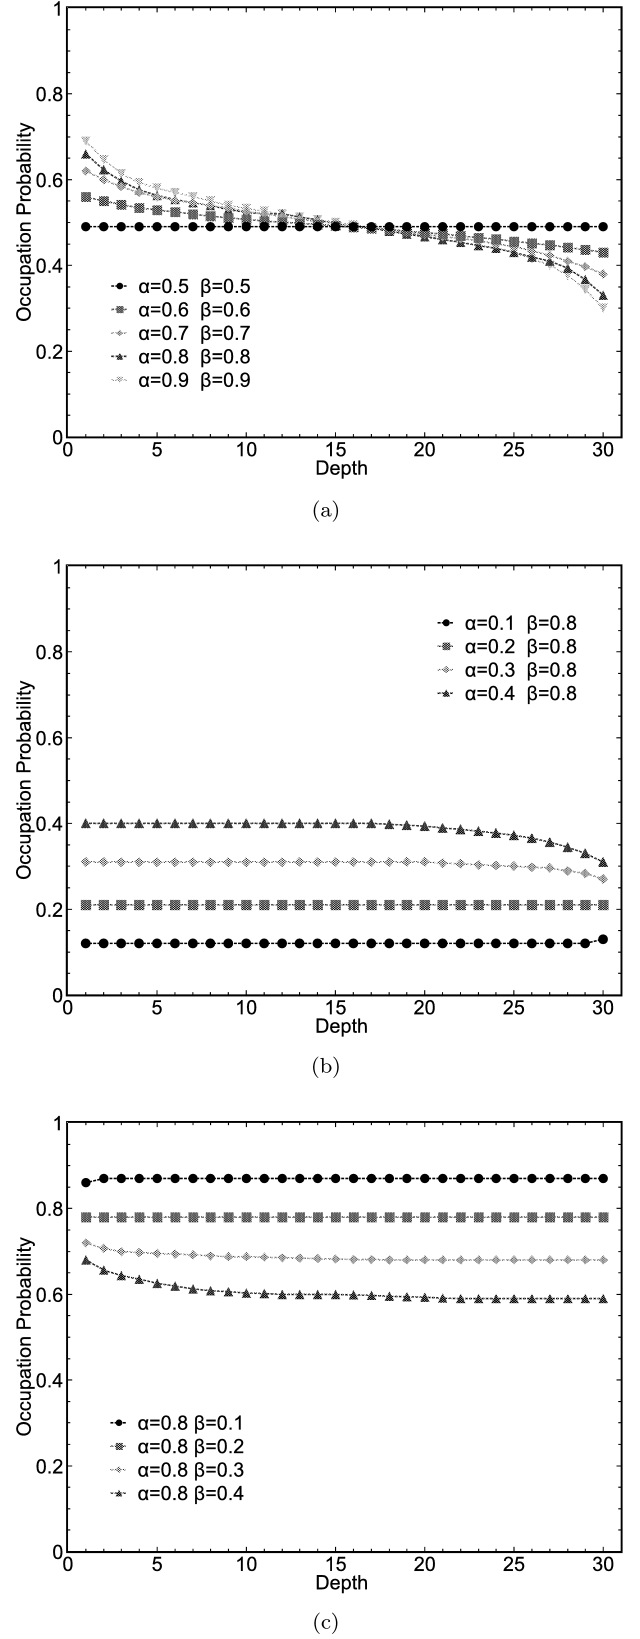 1
0.8
0.6
0.4
0.2
0
Occupation Probability
α=0.5 β=0.5
α=0.6 β=0.6
α=0.7 β=0.7
α=0.8 β=0.8
α=0.9 β=0.9
0 5 10 15 20 25 30
Depth
(a)
1
0.8
0.6
0.4
0.2
0
Occupation Probability
α=0.1 β=0.8
α=0.2 β=0.8
α=0.3 β=0.8
α=0.4 β=0.8
0 5 10 15 20 25 30
Depth
(b)
1
0.8
0.6
0.4
0.2
0
Occupation Probability
α=0.8 β=0.1
α=0.8 β=0.2
α=0.8 β=0.3
α=0.8 β=0.4
0 5 10 15 20 25 30
Depth
(c)